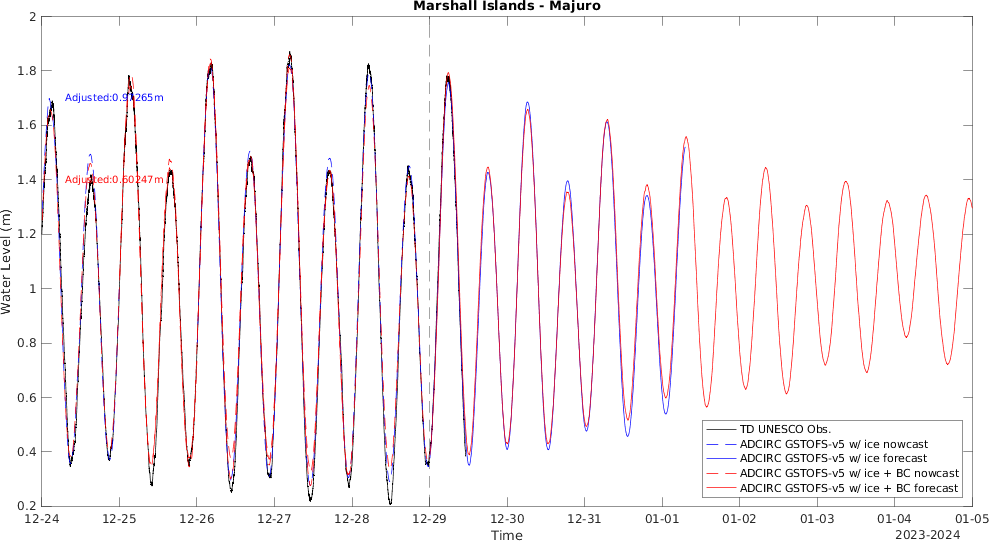 Marshall Islands - Majuro
2
1.8
1.6
1.4
1.2
1
0.8
0.6
0.4
0.2
Water Level (m)
Adjusted:0.97265m
Adjusted:0.60247m
TD UNESCO Obs.
ADCIRC GSTOFS-v5 w/ ice nowcast
ADCIRC GSTOFS-v5 w/ ice forecast
ADCIRC GSTOFS-v5 w/ ice + BC nowcast
ADCIRC GSTOFS-v5 w/ ice + BC forecast
12-24 12-25 12-26 12-27 12-28 12-29 12-30 12-31 01-01 01-02 01-03 01-04 01-05
Time
2023-2024